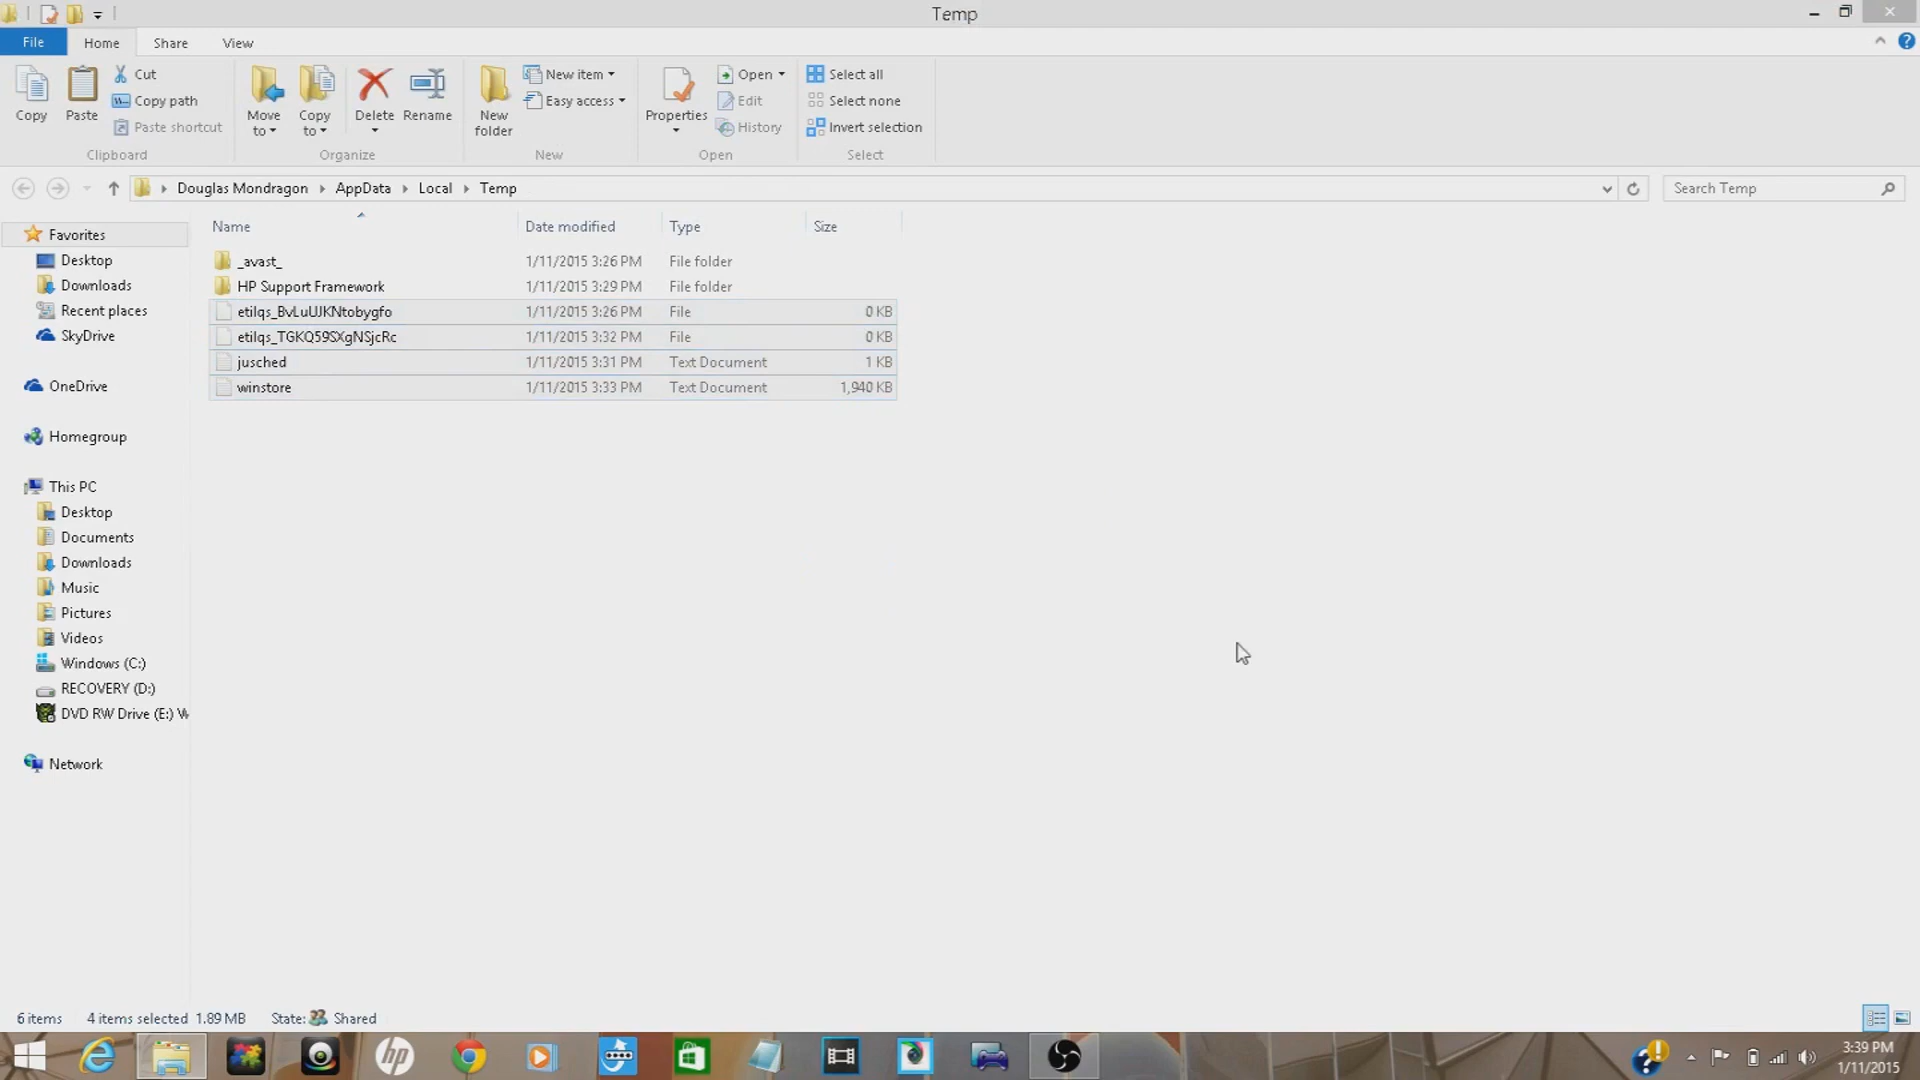 Temp
File Home Share View
Copy
Paste
Cut
Copy path
Paste shortcut
Clipboard
Move to
Copy to
Delete
Rename
Organize
New folder
New item
Easy access
New
Properties
Open
Edit
History
Open
Select all
Select none
Invert selection
Select
Douglas Mondragon AppData Local Temp
Search Temp
Name Date modified Type Size
_avast_ 1/11/2015 3:26 PM File folder
HP Support Framework 1/11/2015 3:29 PM File folder
etilqs_BvLuUJKNtobygfo 1/11/2015 3:26 PM File 0 KB
etilqs_TGKQ59SXgNSjcRc 1/11/2015 3:32 PM File 0 KB
jusched 1/11/2015 3:31 PM Text Document 1 KB
winstore 1/11/2015 3:33 PM Text Document 1,940 KB
Favorites
Desktop
Downloads
Recent places
SkyDrive
OneDrive
Homegroup
This PC
Desktop
Documents
Downloads
Music
Pictures
Videos
Windows (C:)
RECOVERY (D:)
DVD RW Drive (E:) W
Network
6 items 4 items selected 1.89 MB State: Shared
hp
3:39 PM
1/11/2015